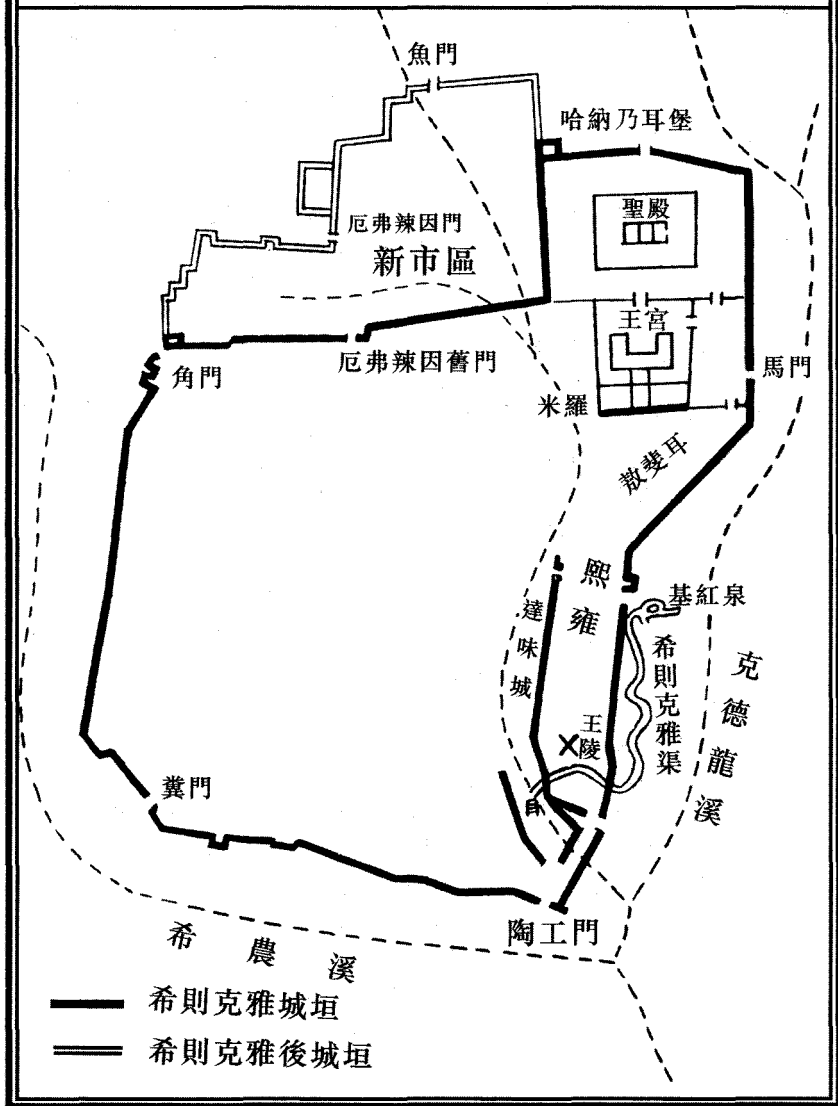 魚門
哈納乃耳堡
聖殿
厄弗辣因門
新市區
王宮
厄弗辣因舊門
角門
馬門
米羅
敖斐耳
熙雍
基紅泉
達味城
希則克雅渠
克德龍溪
王陵
糞門
陶工門
希農溪
希則克雅城垣
希則克雅後城垣